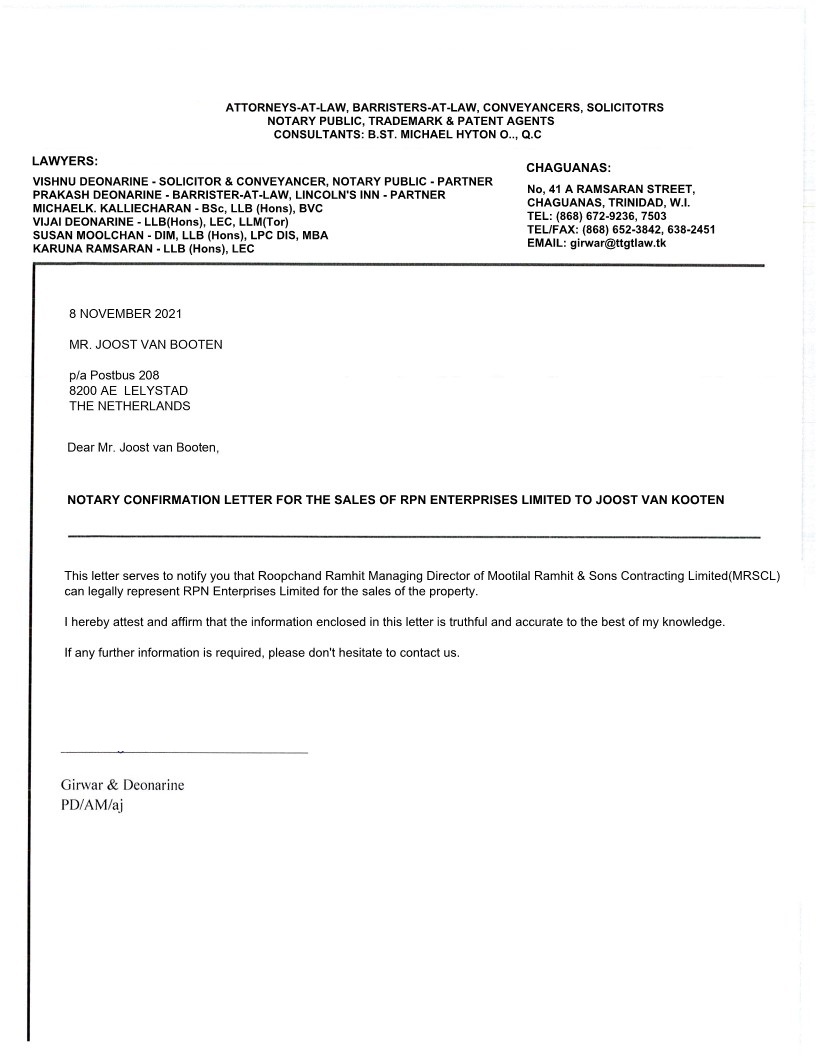 ATTORNEYS-AT-LAW, BARRISTERS-AT-LAW, CONVEYANCERS, SOLICITOTRS
NOTARY PUBLIC, TRADEMARK & PATENT AGENTS
CONSULTANTS: B.ST. MICHAEL HYTON O.., Q.C
LAWYERS:
VISHNU DEONARINE - SOLICITOR & CONVEYANCER, NOTARY PUBLIC - PARTNER
PRAKASH DEONARINE - BARRISTER-AT-LAW, LINCOLN'S INN - PARTNER
MICHAELK. KALLIECHARAN - BSc, LLB (Hons), BVC
VIJAI DEONARINE - LLB(Hons), LEC, LLM(Tor)
SUSAN MOOLCHAN - DIM, LLB (Hons), LPC DIS, MBA
KARUNA RAMSARAN - LLB (Hons), LEC
CHAGUANAS:
No, 41 A RAMSARAN STREET,
CHAGUANAS, TRINIDAD, W.I.
TEL: (868) 672-9236, 7503
TEL/FAX: (868) 652-3842, 638-2451
EMAIL: girwar@ttgtlaw.tk
8 NOVEMBER 2021
MR. JOOST VAN BOOTEN
p/a Postbus 208
8200 AE  LELYSTAD
THE NETHERLANDS
Dear Mr. Joost van Booten,
NOTARY CONFIRMATION LETTER FOR THE SALES OF RPN ENTERPRISES LIMITED TO JOOST VAN KOOTEN
This letter serves to notify you that Roopchand Ramhit Managing Director of Mootilal Ramhit & Sons Contracting Limited(MRSCL)
can legally represent RPN Enterprises Limited for the sales of the property.
I hereby attest and affirm that the information enclosed in this letter is truthful and accurate to the best of my knowledge.
If any further information is required, please don't hesitate to contact us.
Girwar & Deonarine
PD/AM/aj